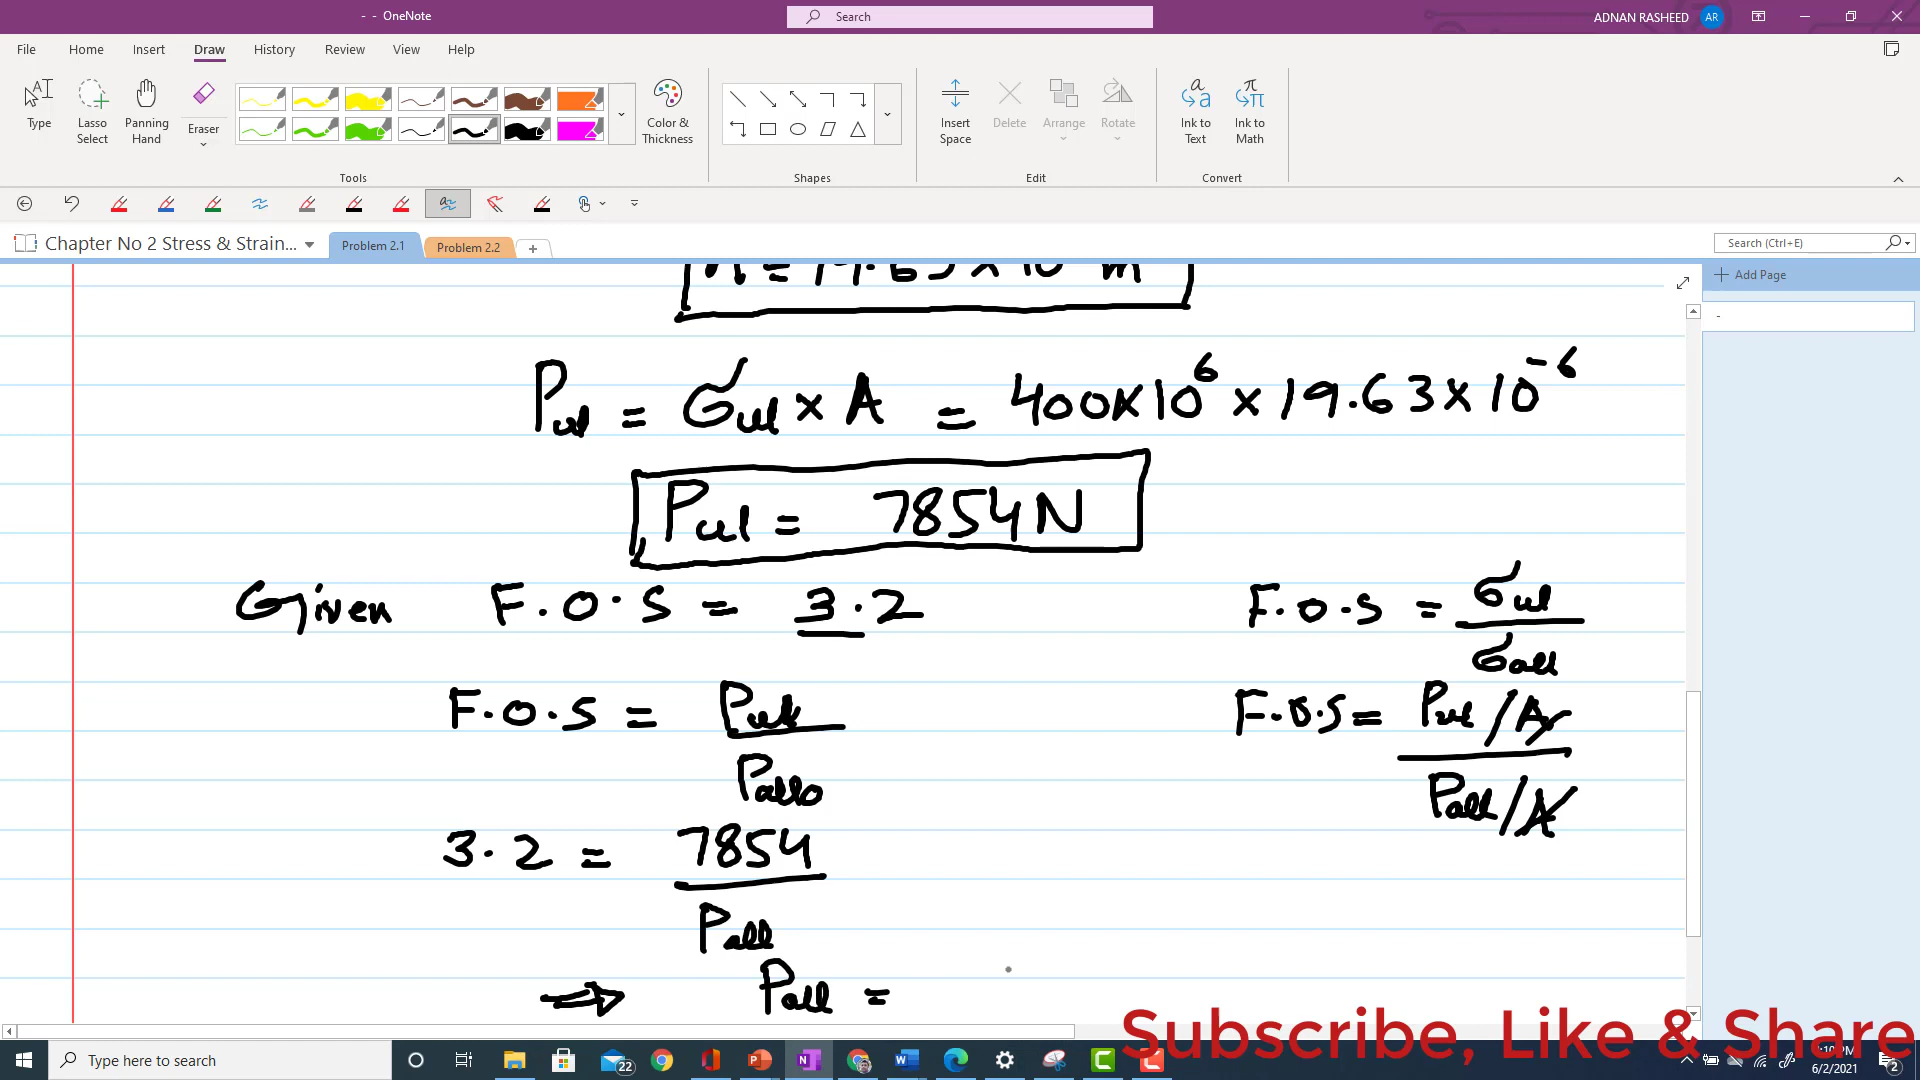 - - OneNote
Search
ADNAN RASHEED AR
File Home Insert Draw History Review View Help
Type
Lasso Select
Panning Hand
Eraser
Color & Thickness
Insert Space
Delete
Arrange
Rotate
Ink to Text
Ink to Math
Tools Shapes Edit Convert
Chapter No 2 Stress & Strain... Problem 2.1 Problem 2.2 +
Search (Ctrl+E)
Add Page
-
Pul = σul × A = 400×10^6 × 19.63×10^-6
Pul = 7854 N
Given F.O.S = 3.2
F.O.S = σul / σall
F.O.S = Pul / Pall
F.O.S = Pul/A / Pall/A
3.2 = 7854 / Pall
⇒ Pall =
Subscribe, Like & Share
Type here to search
22
6/2/2021
2